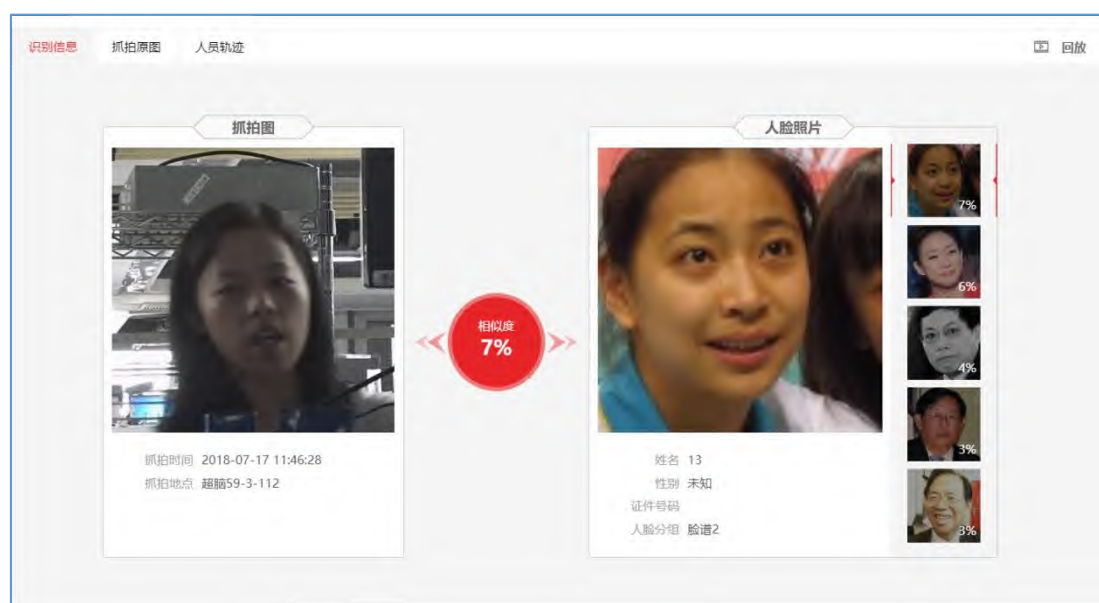 识别信息 抓拍原图 人员轨迹 回放
抓拍图
相似度
7%
抓拍时间 2018-07-17 11:46:28
抓拍地点 超脑59-3-112
人脸照片
姓名 13
性别 未知
证件号码
人脸分组 脸谱2
7%
6%
4%
3%
3%